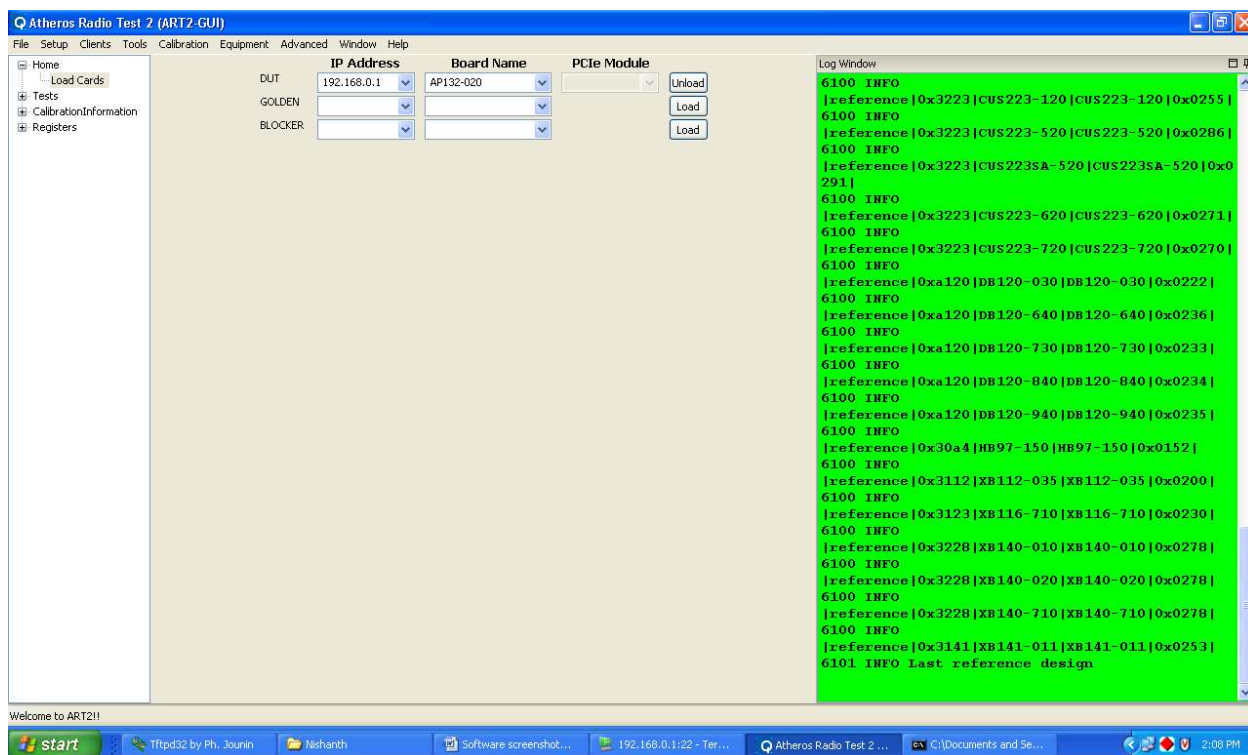 Atheros Radio Test 2 (ART2-GUI)
File Setup Clients Tools Calibration Equipment Advanced Window Help
Home
Load Cards
Tests
CalibrationInformation
Registers
IP Address Board Name PCIe Module
DUT 192.168.0.1 AP132-020 Unload
GOLDEN Load
BLOCKER Load
Log Window
6100 INFO
|reference|0x3223|CUS223-120|CUS223-120|0x0255|
6100 INFO
|reference|0x3223|CUS223-520|CUS223-520|0x0286|
6100 INFO
|reference|0x3223|CUS223SA-520|CUS223SA-520|0x0
291|
6100 INFO
|reference|0x3223|CUS223-620|CUS223-620|0x0271|
6100 INFO
|reference|0x3223|CUS223-720|CUS223-720|0x0270|
6100 INFO
|reference|0xa120|DB120-030|DB120-030|0x0222|
6100 INFO
|reference|0xa120|DB120-640|DB120-640|0x0236|
6100 INFO
|reference|0xa120|DB120-730|DB120-730|0x0233|
6100 INFO
|reference|0xa120|DB120-840|DB120-840|0x0234|
6100 INFO
|reference|0xa120|DB120-940|DB120-940|0x0235|
6100 INFO
|reference|0x30a4|HB97-150|HB97-150|0x0152|
6100 INFO
|reference|0x3112|XB112-035|XB112-035|0x0200|
6100 INFO
|reference|0x3123|XB116-710|XB116-710|0x0230|
6100 INFO
|reference|0x3228|XB140-010|XB140-010|0x0278|
6100 INFO
|reference|0x3228|XB140-020|XB140-020|0x0278|
6100 INFO
|reference|0x3228|XB140-710|XB140-710|0x0278|
6100 INFO
|reference|0x3141|XB141-011|XB141-011|0x0253|
6101 INFO Last reference design
Welcome to ART2!!
start Tftpd32 by Ph. Jounin Nishanth Software screenshot... 192.168.0.1:22 - Ter... Atheros Radio Test 2 ... C:\Documents and Se... 2:08 PM